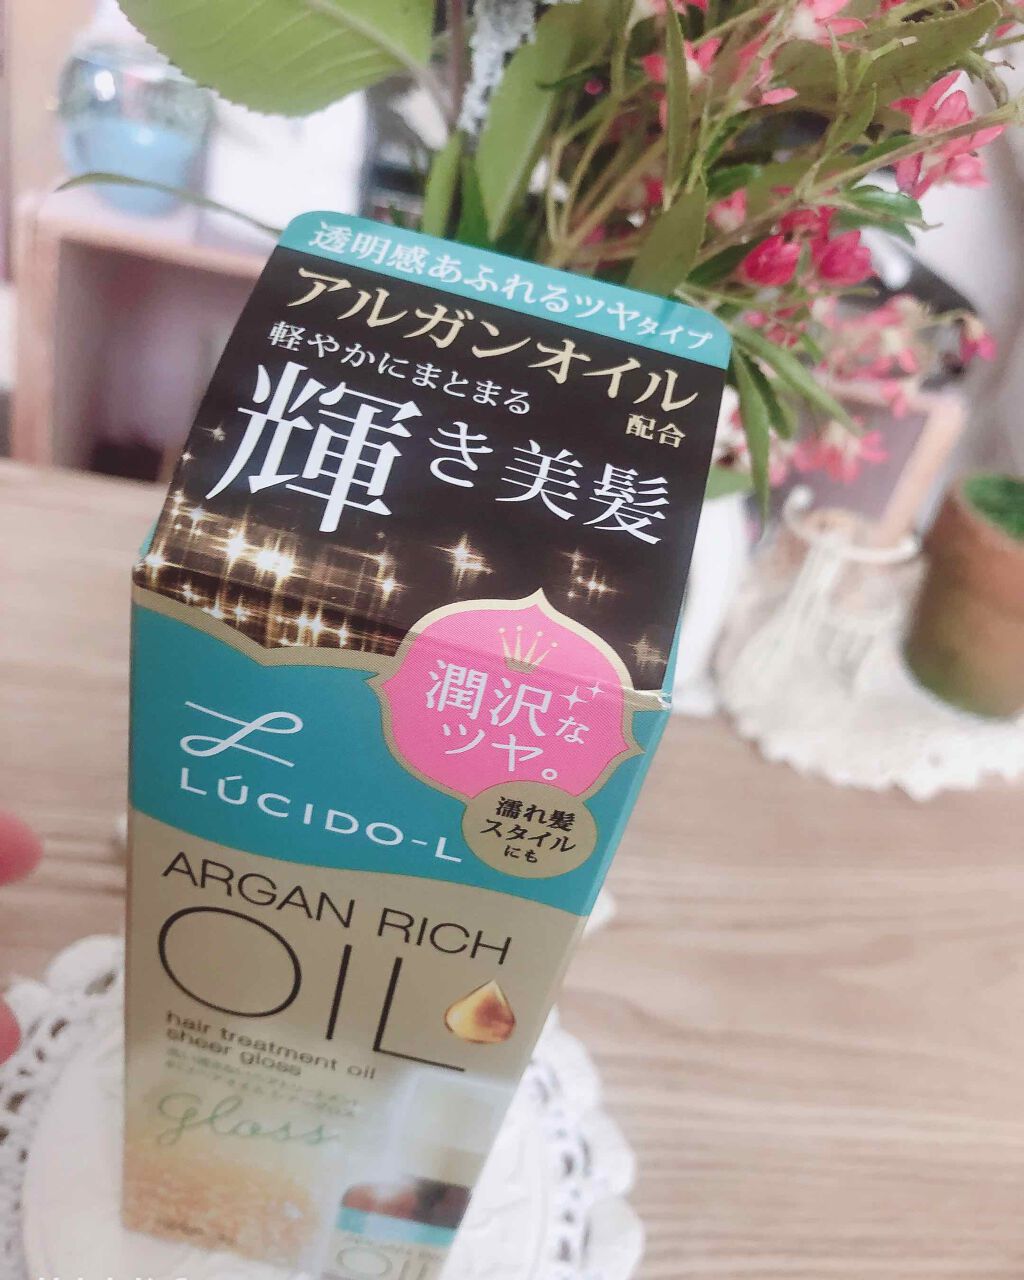 透明感あふれるツヤタイプ
アルガンオイル
配合
軽やかにまとまる
輝き美髪
潤沢な
ツヤ。
LÚCIDO-L
濡れ髪
スタイル
にも
ARGAN RICH
OIL
hair treatment oil
sheer gloss
gloss
OIL